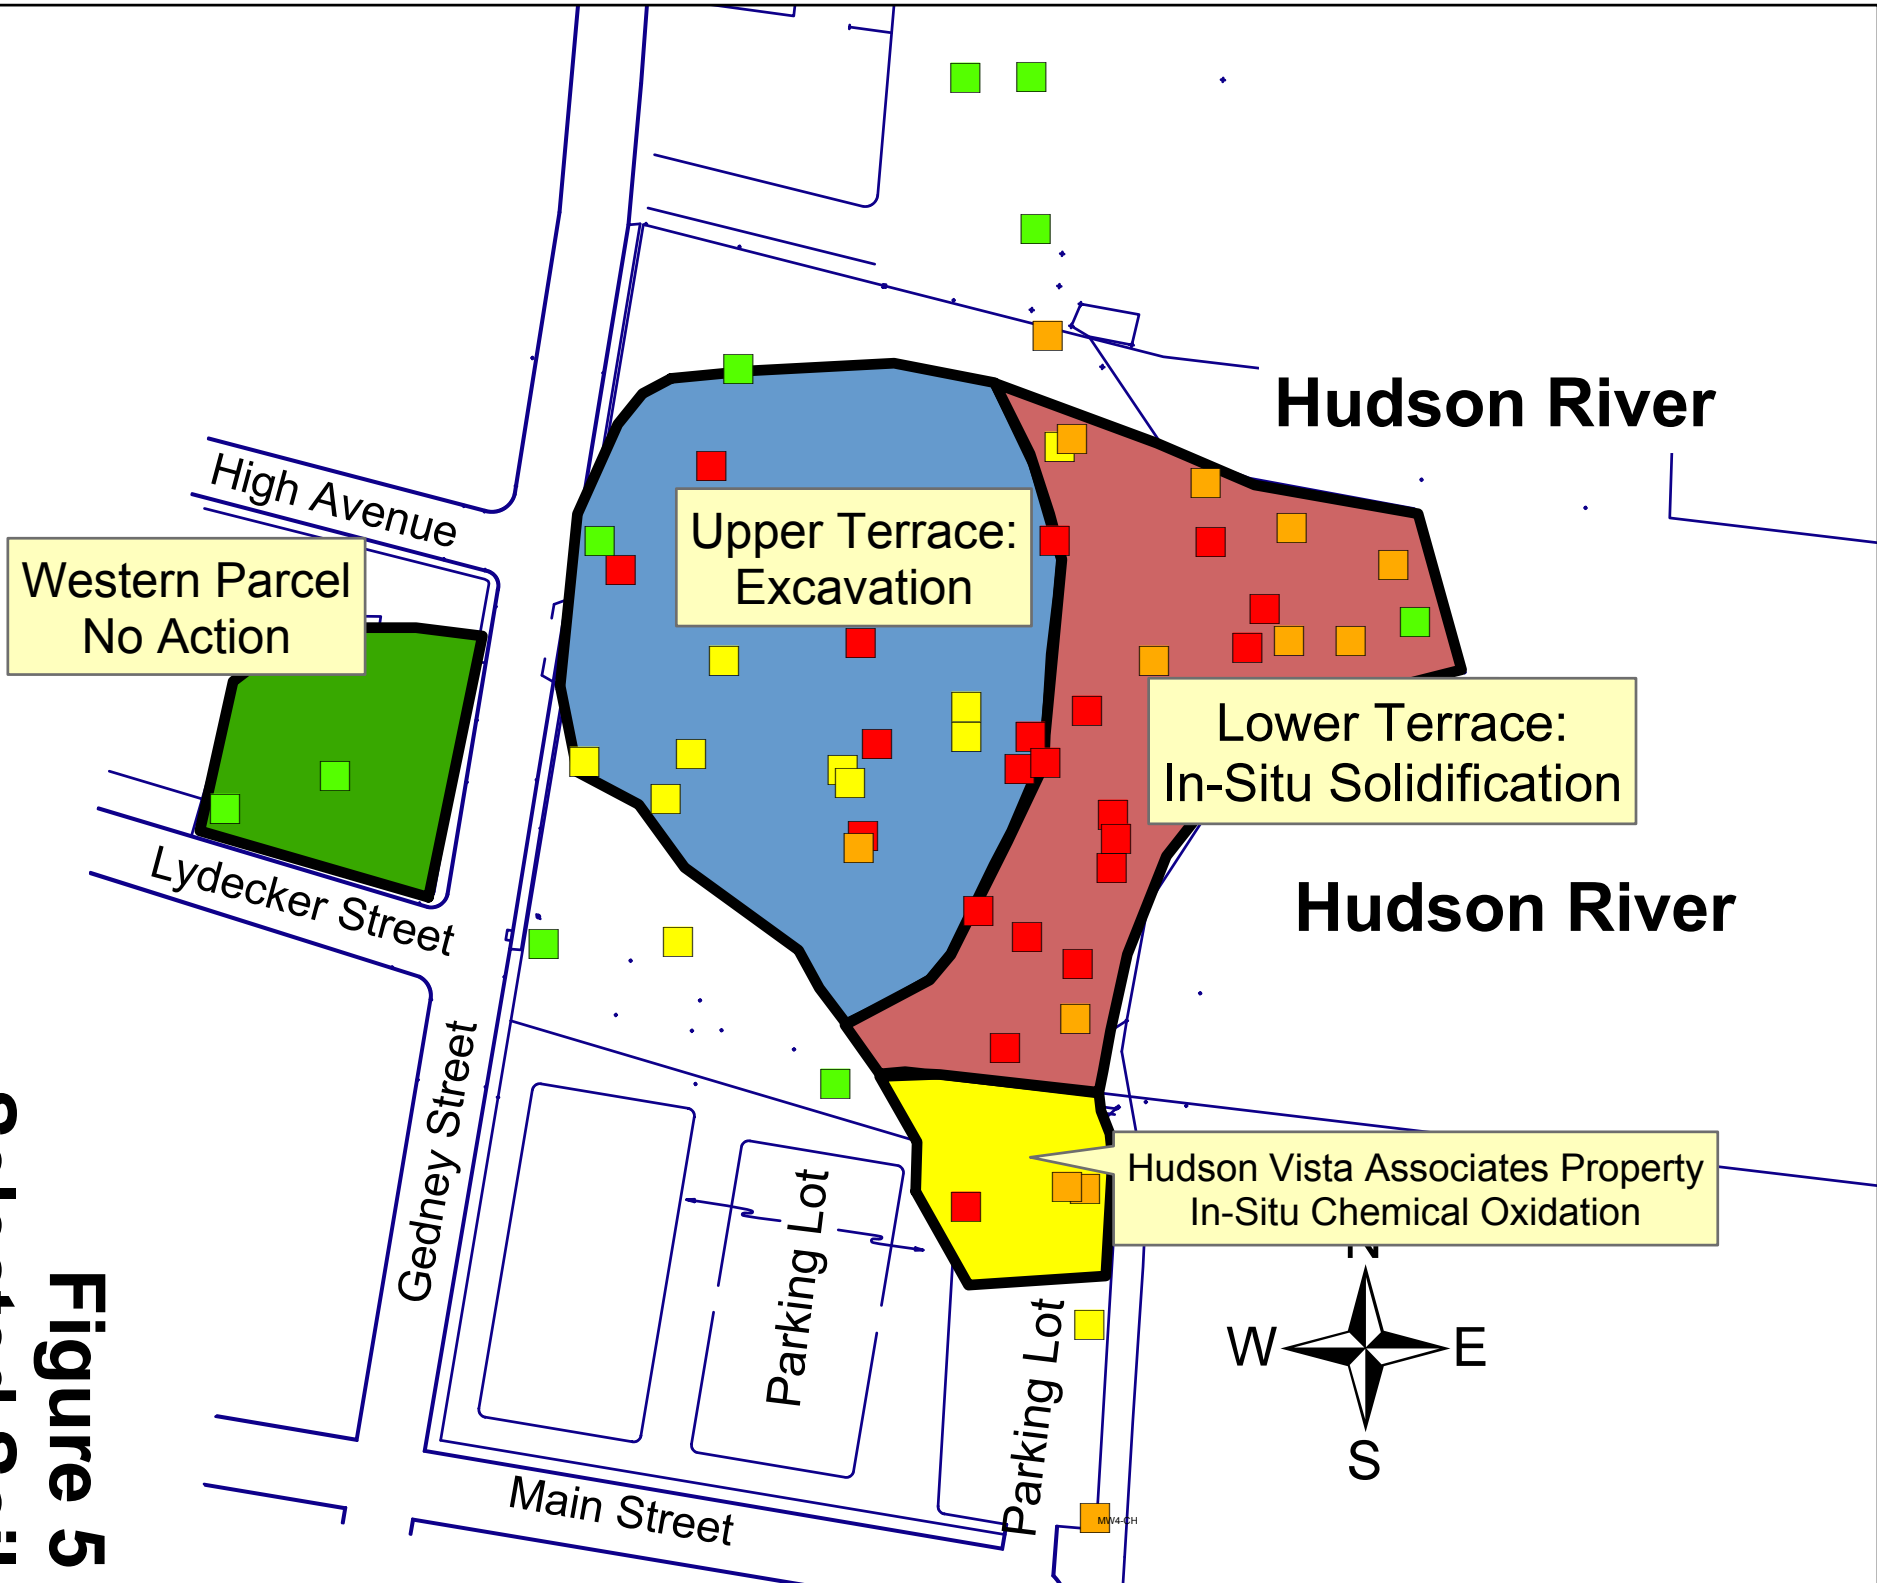 Hudson River
High Avenue
Upper Terrace:
Excavation
Western Parcel
No Action
Lower Terrace:
In-Situ Solidification
Hudson River
Lydecker Street
Gedney Street
Hudson Vista Associates Property
In-Situ Chemical Oxidation
Parking Lot
Parking Lot
N
W
E
S
Main Street
MW4-CH
Figure 5